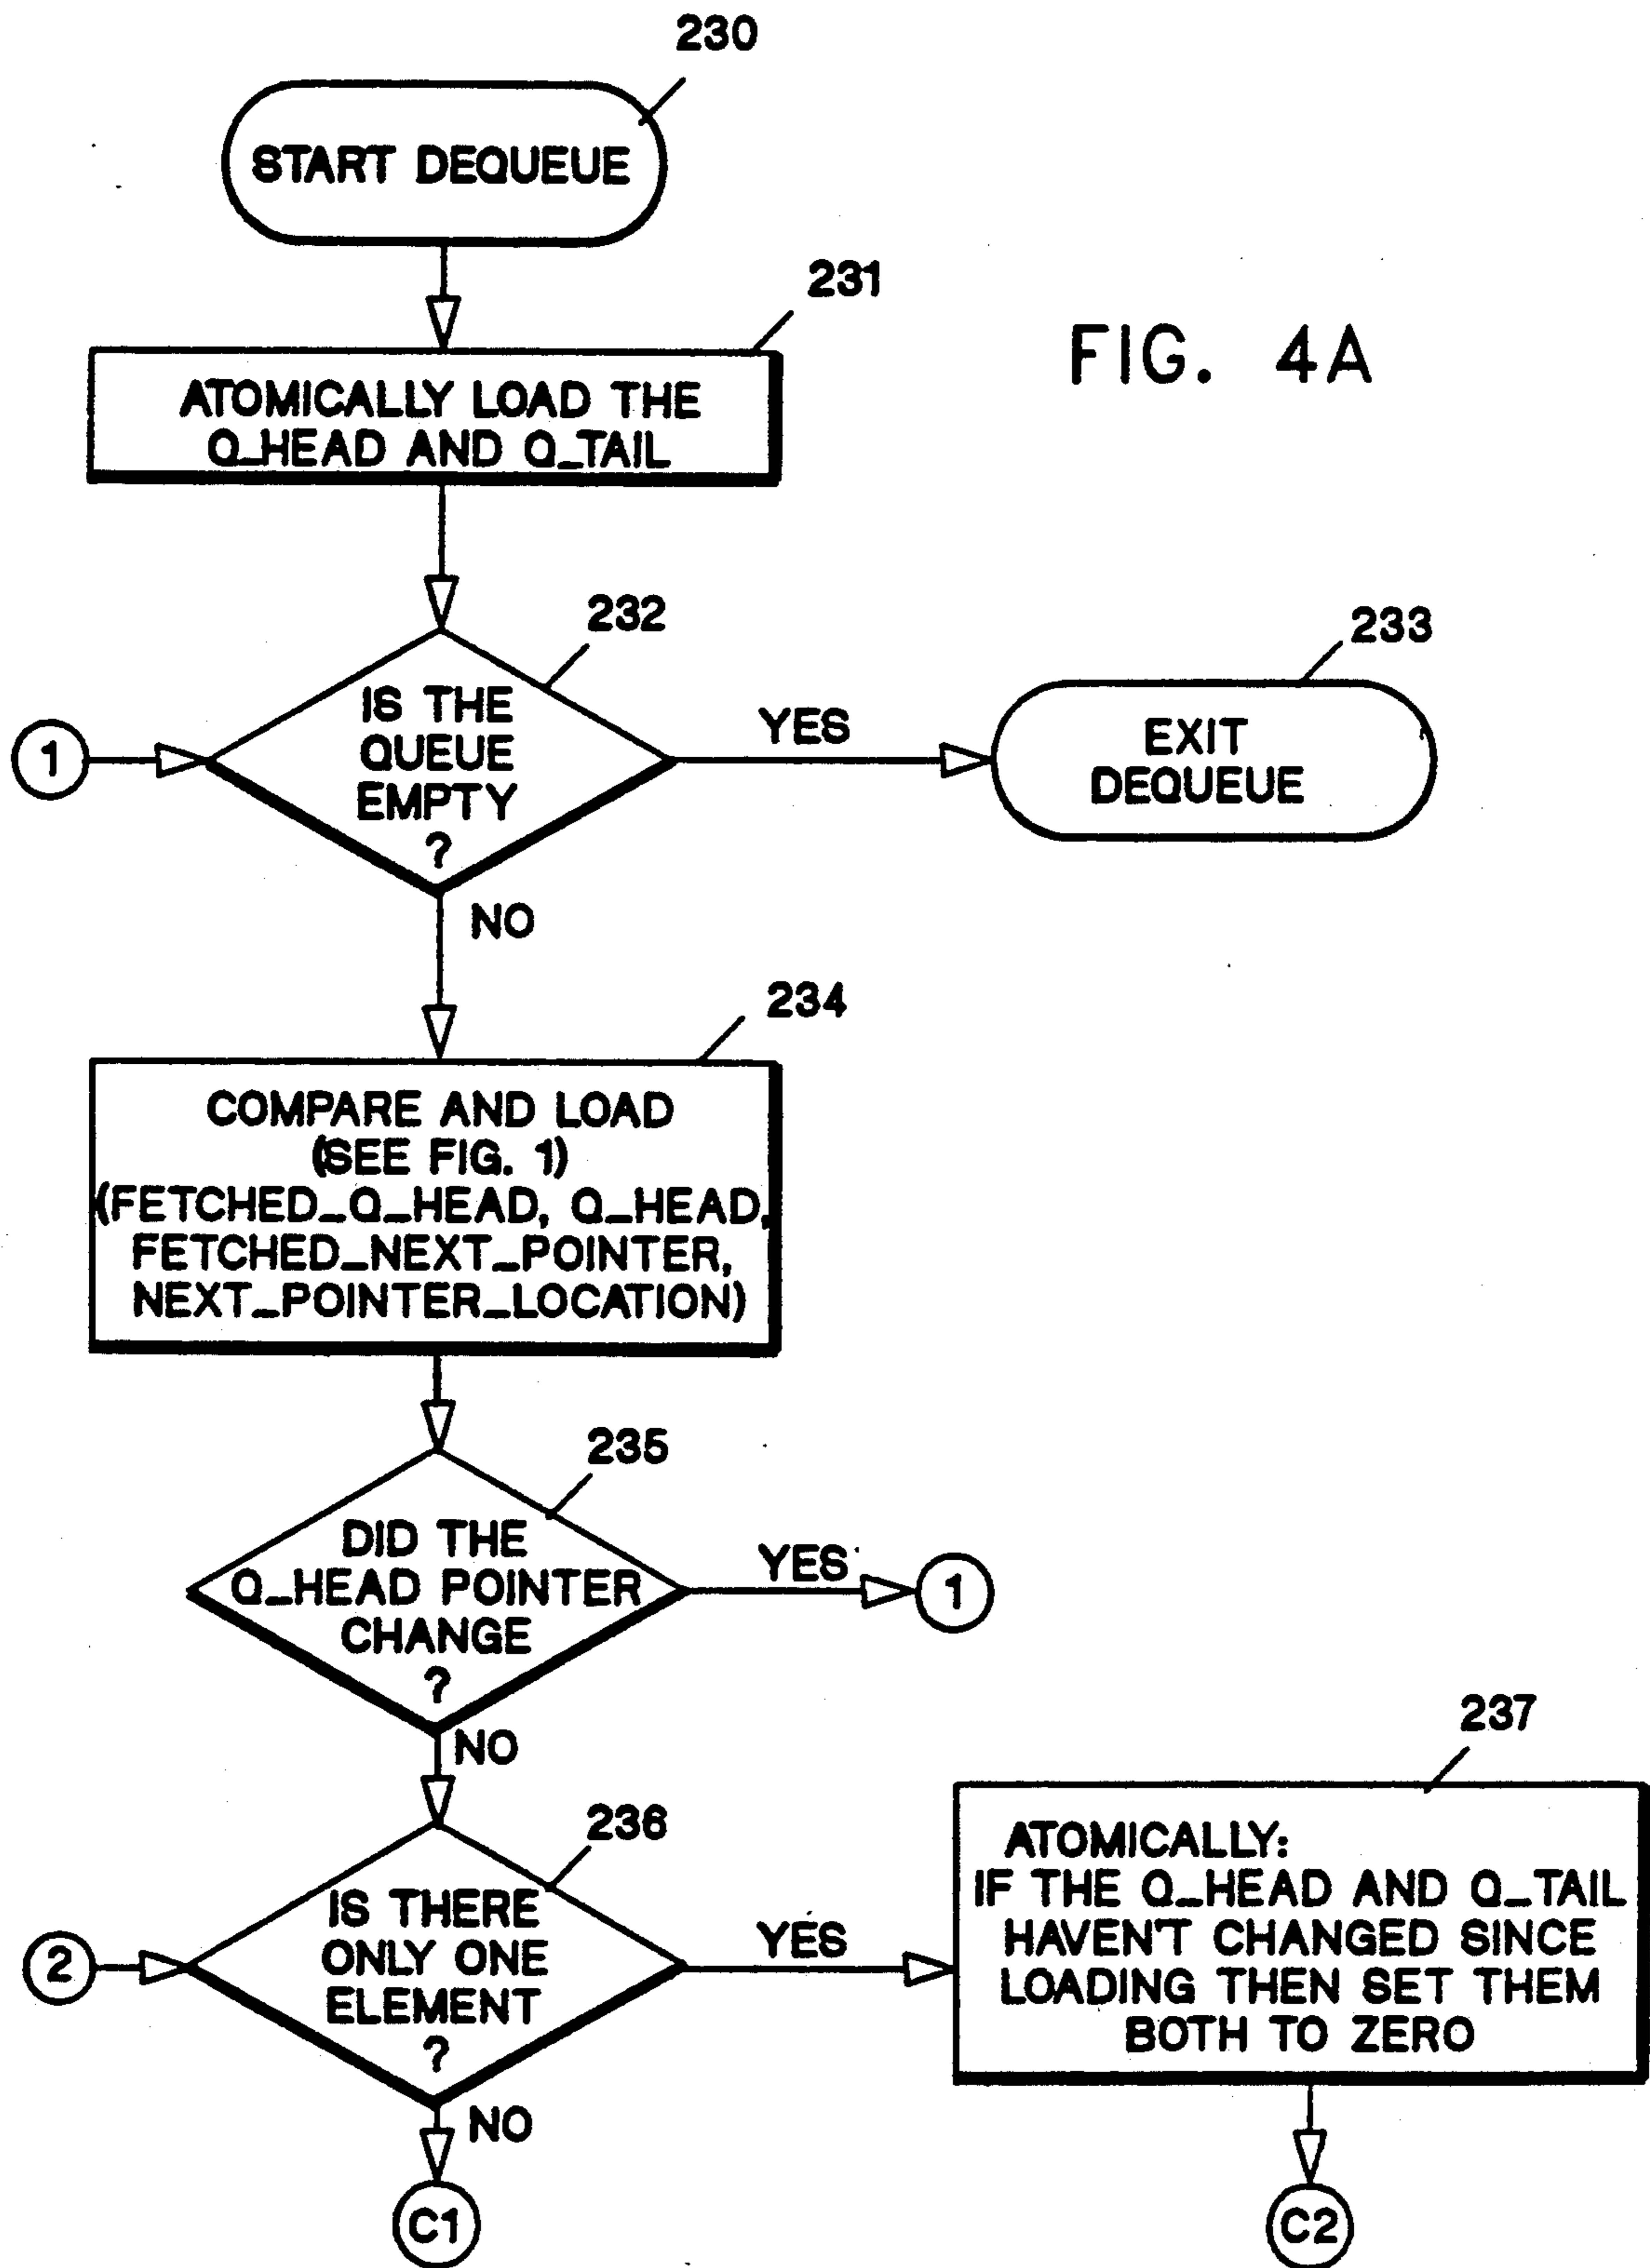 230
START DEQUEUE
231
FIG. 4A
ATOMICALLY LOAD THE
Q_HEAD AND Q_TAIL
232
233
IS THE
QUEUE
EMPTY
?
1
YES
EXIT
DEQUEUE
NO
234
COMPARE AND LOAD
(SEE FIG. 1)
(FETCHED_Q_HEAD, Q_HEAD,
FETCHED_NEXT_POINTER,
NEXT_POINTER_LOCATION)
235
DID THE
Q_HEAD POINTER
CHANGE
?
YES
1
NO
236
237
2
IS THERE
ONLY ONE
ELEMENT
?
YES
ATOMICALLY:
IF THE Q_HEAD AND Q_TAIL
HAVEN'T CHANGED SINCE
LOADING THEN SET THEM
BOTH TO ZERO
NO
C1
C2